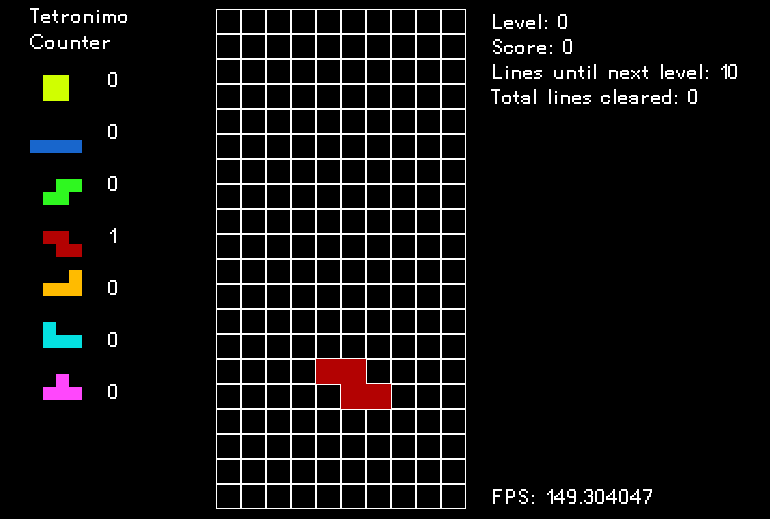 Tetronimo
Counter
0
0
0
1
0
0
0
Level: 0
Score: 0
Lines until next level: 10
Total lines cleared: 0
FPS: 149.304047